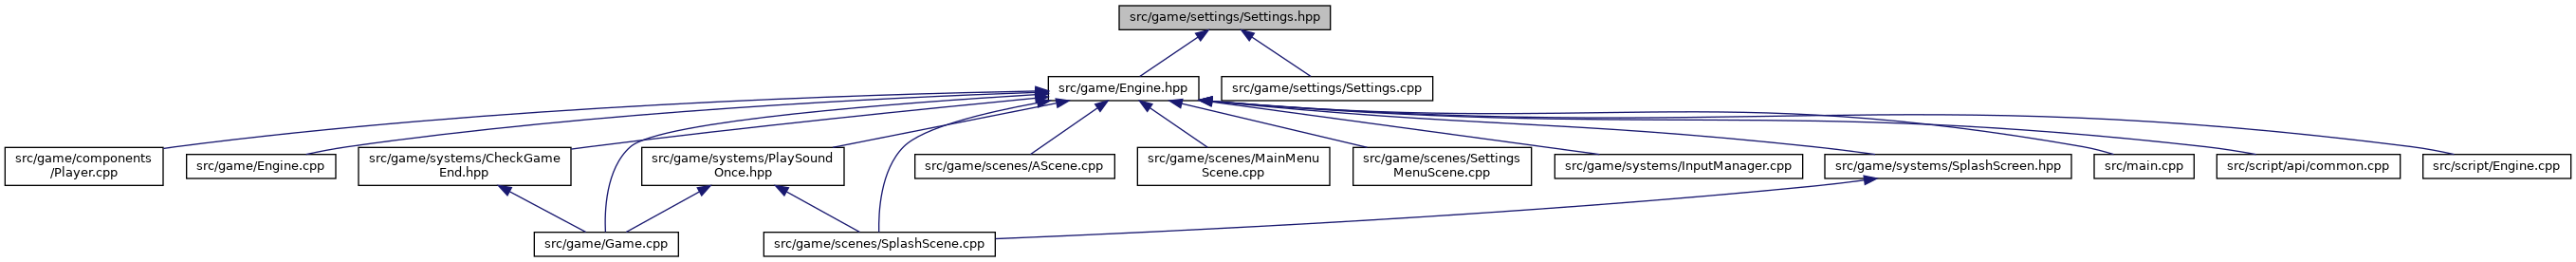 src/game/settings/Settings.hpp
src/game/Engine.hpp
src/game/settings/Settings.cpp
src/game/components
/Player.cpp
src/game/Engine.cpp
src/game/systems/CheckGame
End.hpp
src/game/systems/PlaySound
Once.hpp
src/game/scenes/AScene.cpp
src/game/scenes/MainMenu
Scene.cpp
src/game/scenes/Settings
MenuScene.cpp
src/game/systems/InputManager.cpp
src/game/systems/SplashScreen.hpp
src/main.cpp
src/script/api/common.cpp
src/script/Engine.cpp
src/game/Game.cpp
src/game/scenes/SplashScene.cpp